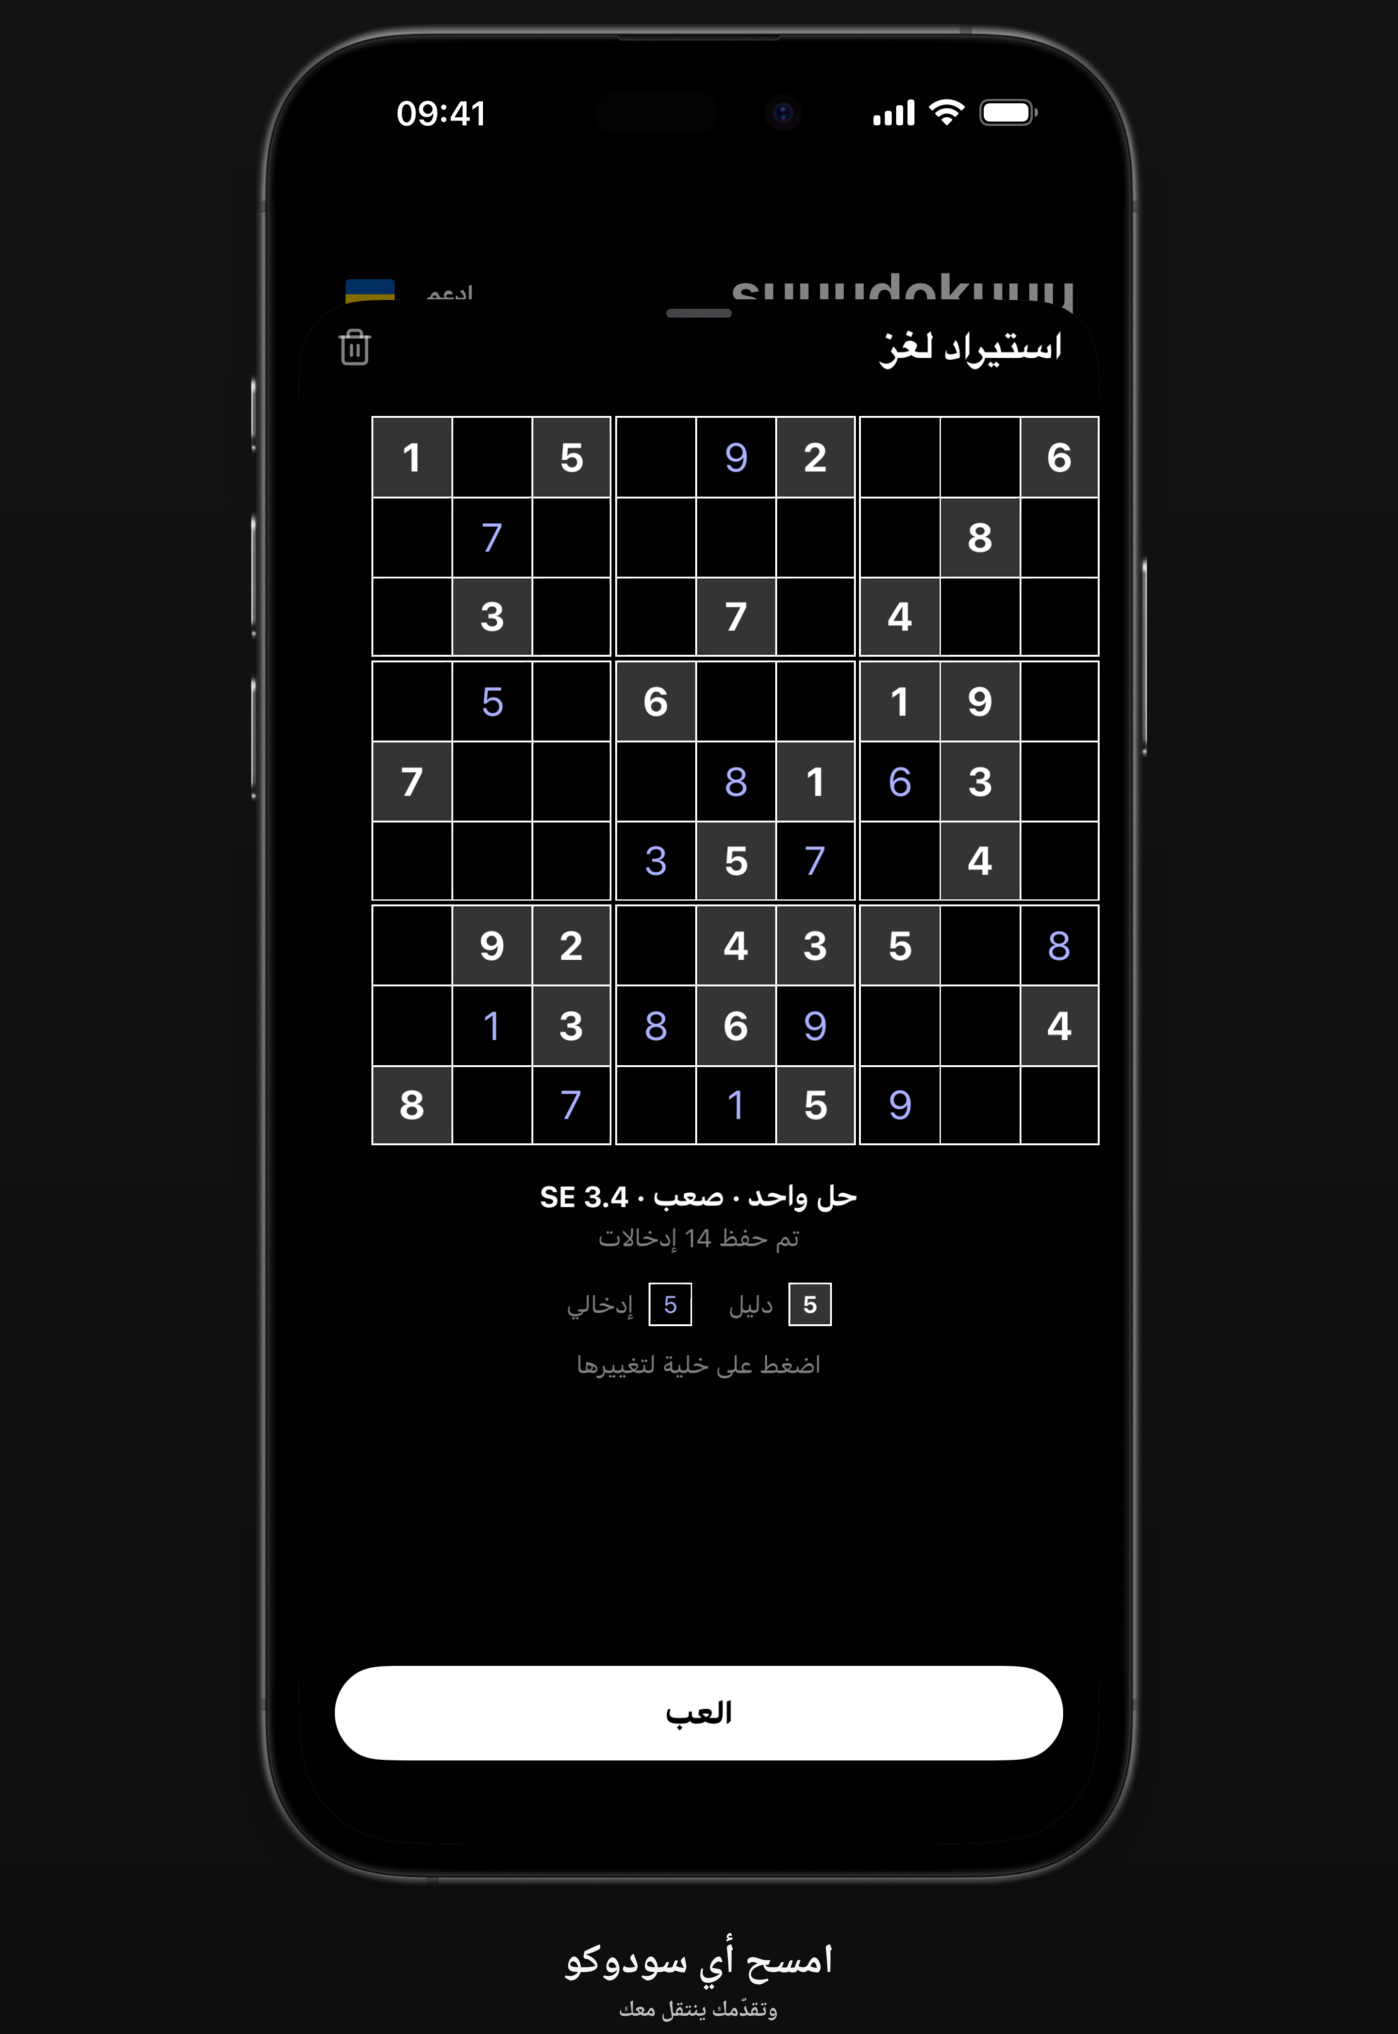 09:41
suuudokuuu ادعم
استيراد لغز
1 5 9 2 6
7 8
3 7 4
5 6 1 9
7 8 1 6 3
3 5 7 4
9 2 4 3 5 8
1 3 8 6 9 4
8 7 1 5 9
حل واحد · صعب · SE 3.4
تم حفظ 14 إدخالات
5 دليل 5 إدخالي
اضغط على خلية لتغييرها
العب
امسح أي سودوكو
وتقدّمك ينتقل معك